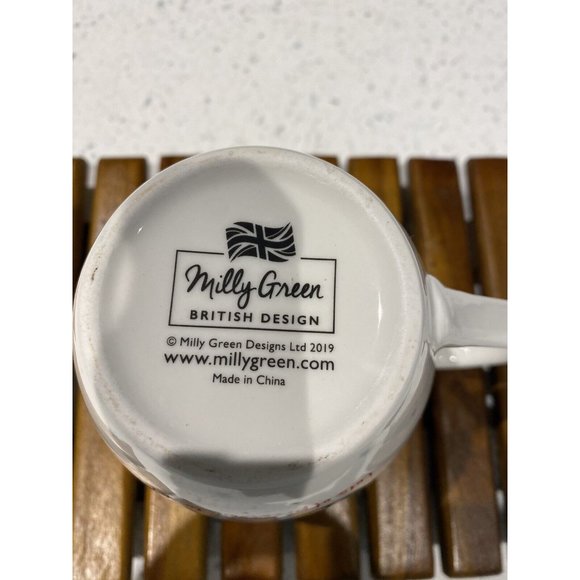 Milly Green
BRITISH DESIGN
© Milly Green Designs Ltd 2019
www.millygreen.com
Made in China